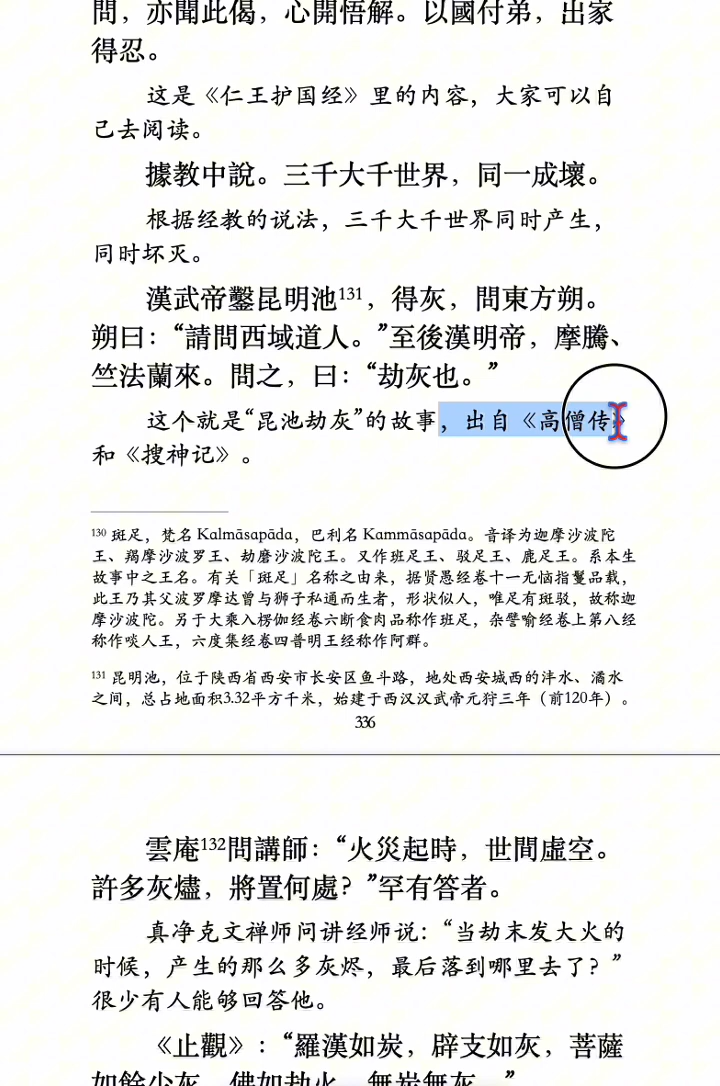 問，亦聞此偈，心開悟解。以國付弟，出家
得忍。
这是《仁王护国经》里的内容，大家可以自
己去阅读。
據教中說。三千大千世界，同一成壞。
根据经教的说法，三千大千世界同时产生，
同时坏灭。
漢武帝鑿昆明池131，得灰，問東方朔。
朔曰：“請問西域道人。”至後漢明帝，摩騰、
竺法蘭來。問之，曰：“劫灰也。”
这个就是“昆池劫灰”的故事，出自《高僧传》
和《搜神记》。
130 斑足，梵名 Kalmāsapāda，巴利名 Kammāsapāda。音译为迦摩沙波陀
王、羯摩沙波罗王、劫磨沙波陀王。又作班足王、驳足王、鹿足王。系本生
故事中之王名。有关「斑足」名称之由来，据贤愚经卷十一无恼指鬘品载，
此王乃其父波罗摩达曾与狮子私通而生者，形状似人，唯足有斑驳，故称迦
摩沙波陀。另于大乘入楞伽经卷六断食肉品称作班足，杂譬喻经卷上第八经
称作啖人王，六度集经卷四普明王经称作阿群。
131 昆明池，位于陕西省西安市长安区鱼斗路，地处西安城西的沣水、潏水
之间，总占地面积3.32平方千米，始建于西汉汉武帝元狩三年（前120年）。
336
雲庵132問講師：“火災起時，世間虛空。
許多灰燼，將置何處？”罕有答者。
真净克文禅师问讲经师说：“当劫末发大火的
时候，产生的那么多灰烬，最后落到哪里去了？”
很少有人能够回答他。
《止觀》：“羅漢如炭，辟支如灰，菩薩
如餘少灰，佛如劫火，無炭無灰。”